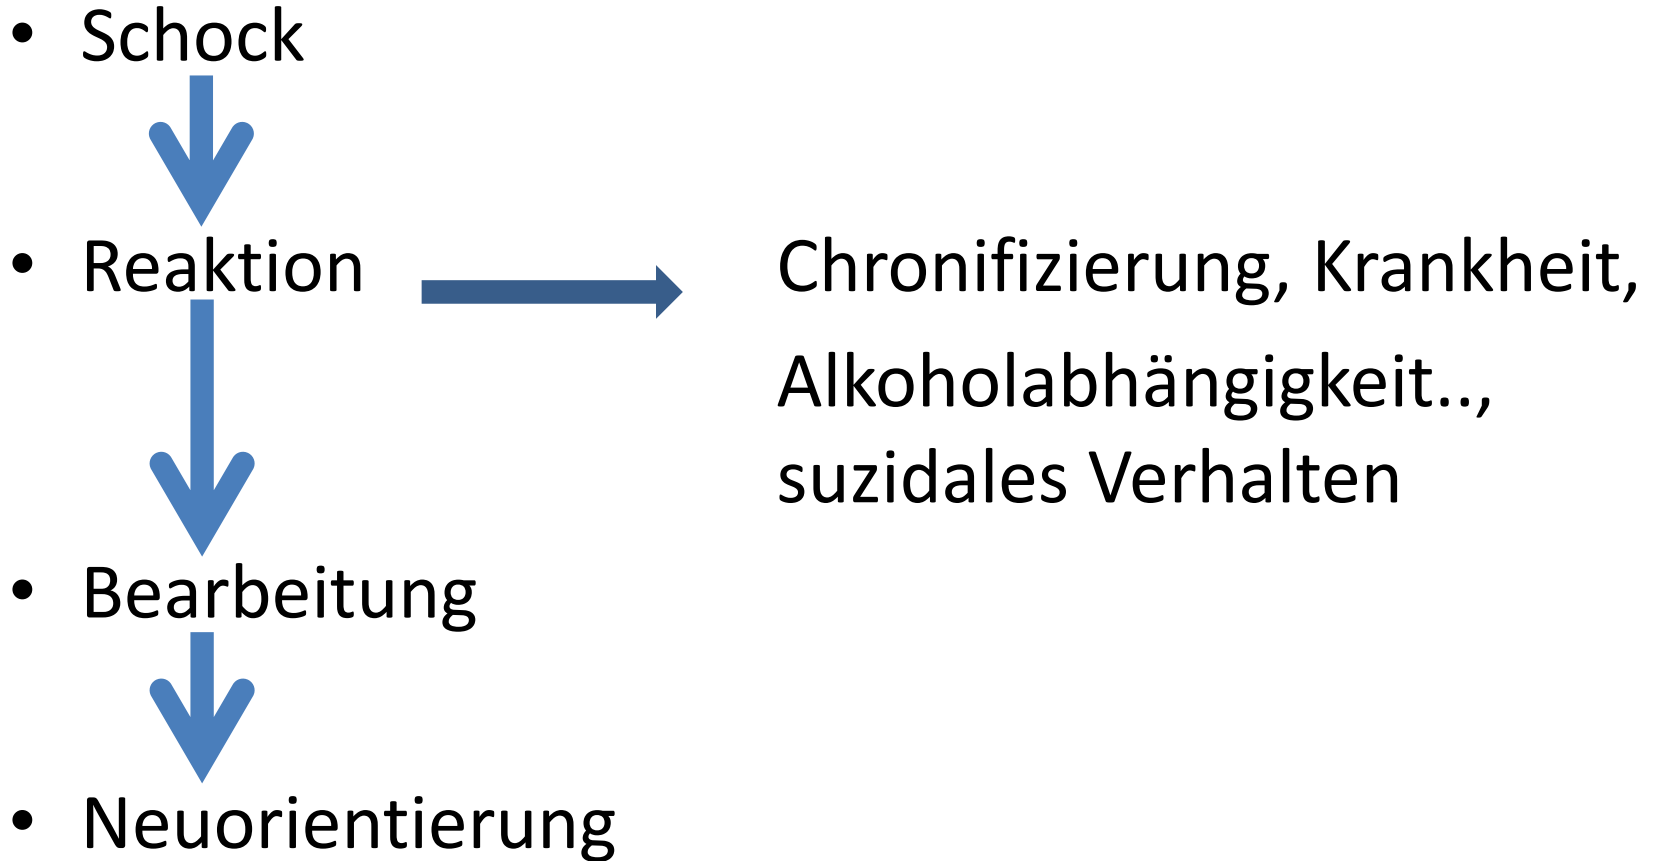 • Schock
• Reaktion
Chronifizierung, Krankheit,
Alkoholabhängigkeit..,
suzidales Verhalten
• Bearbeitung
• Neuorientierung